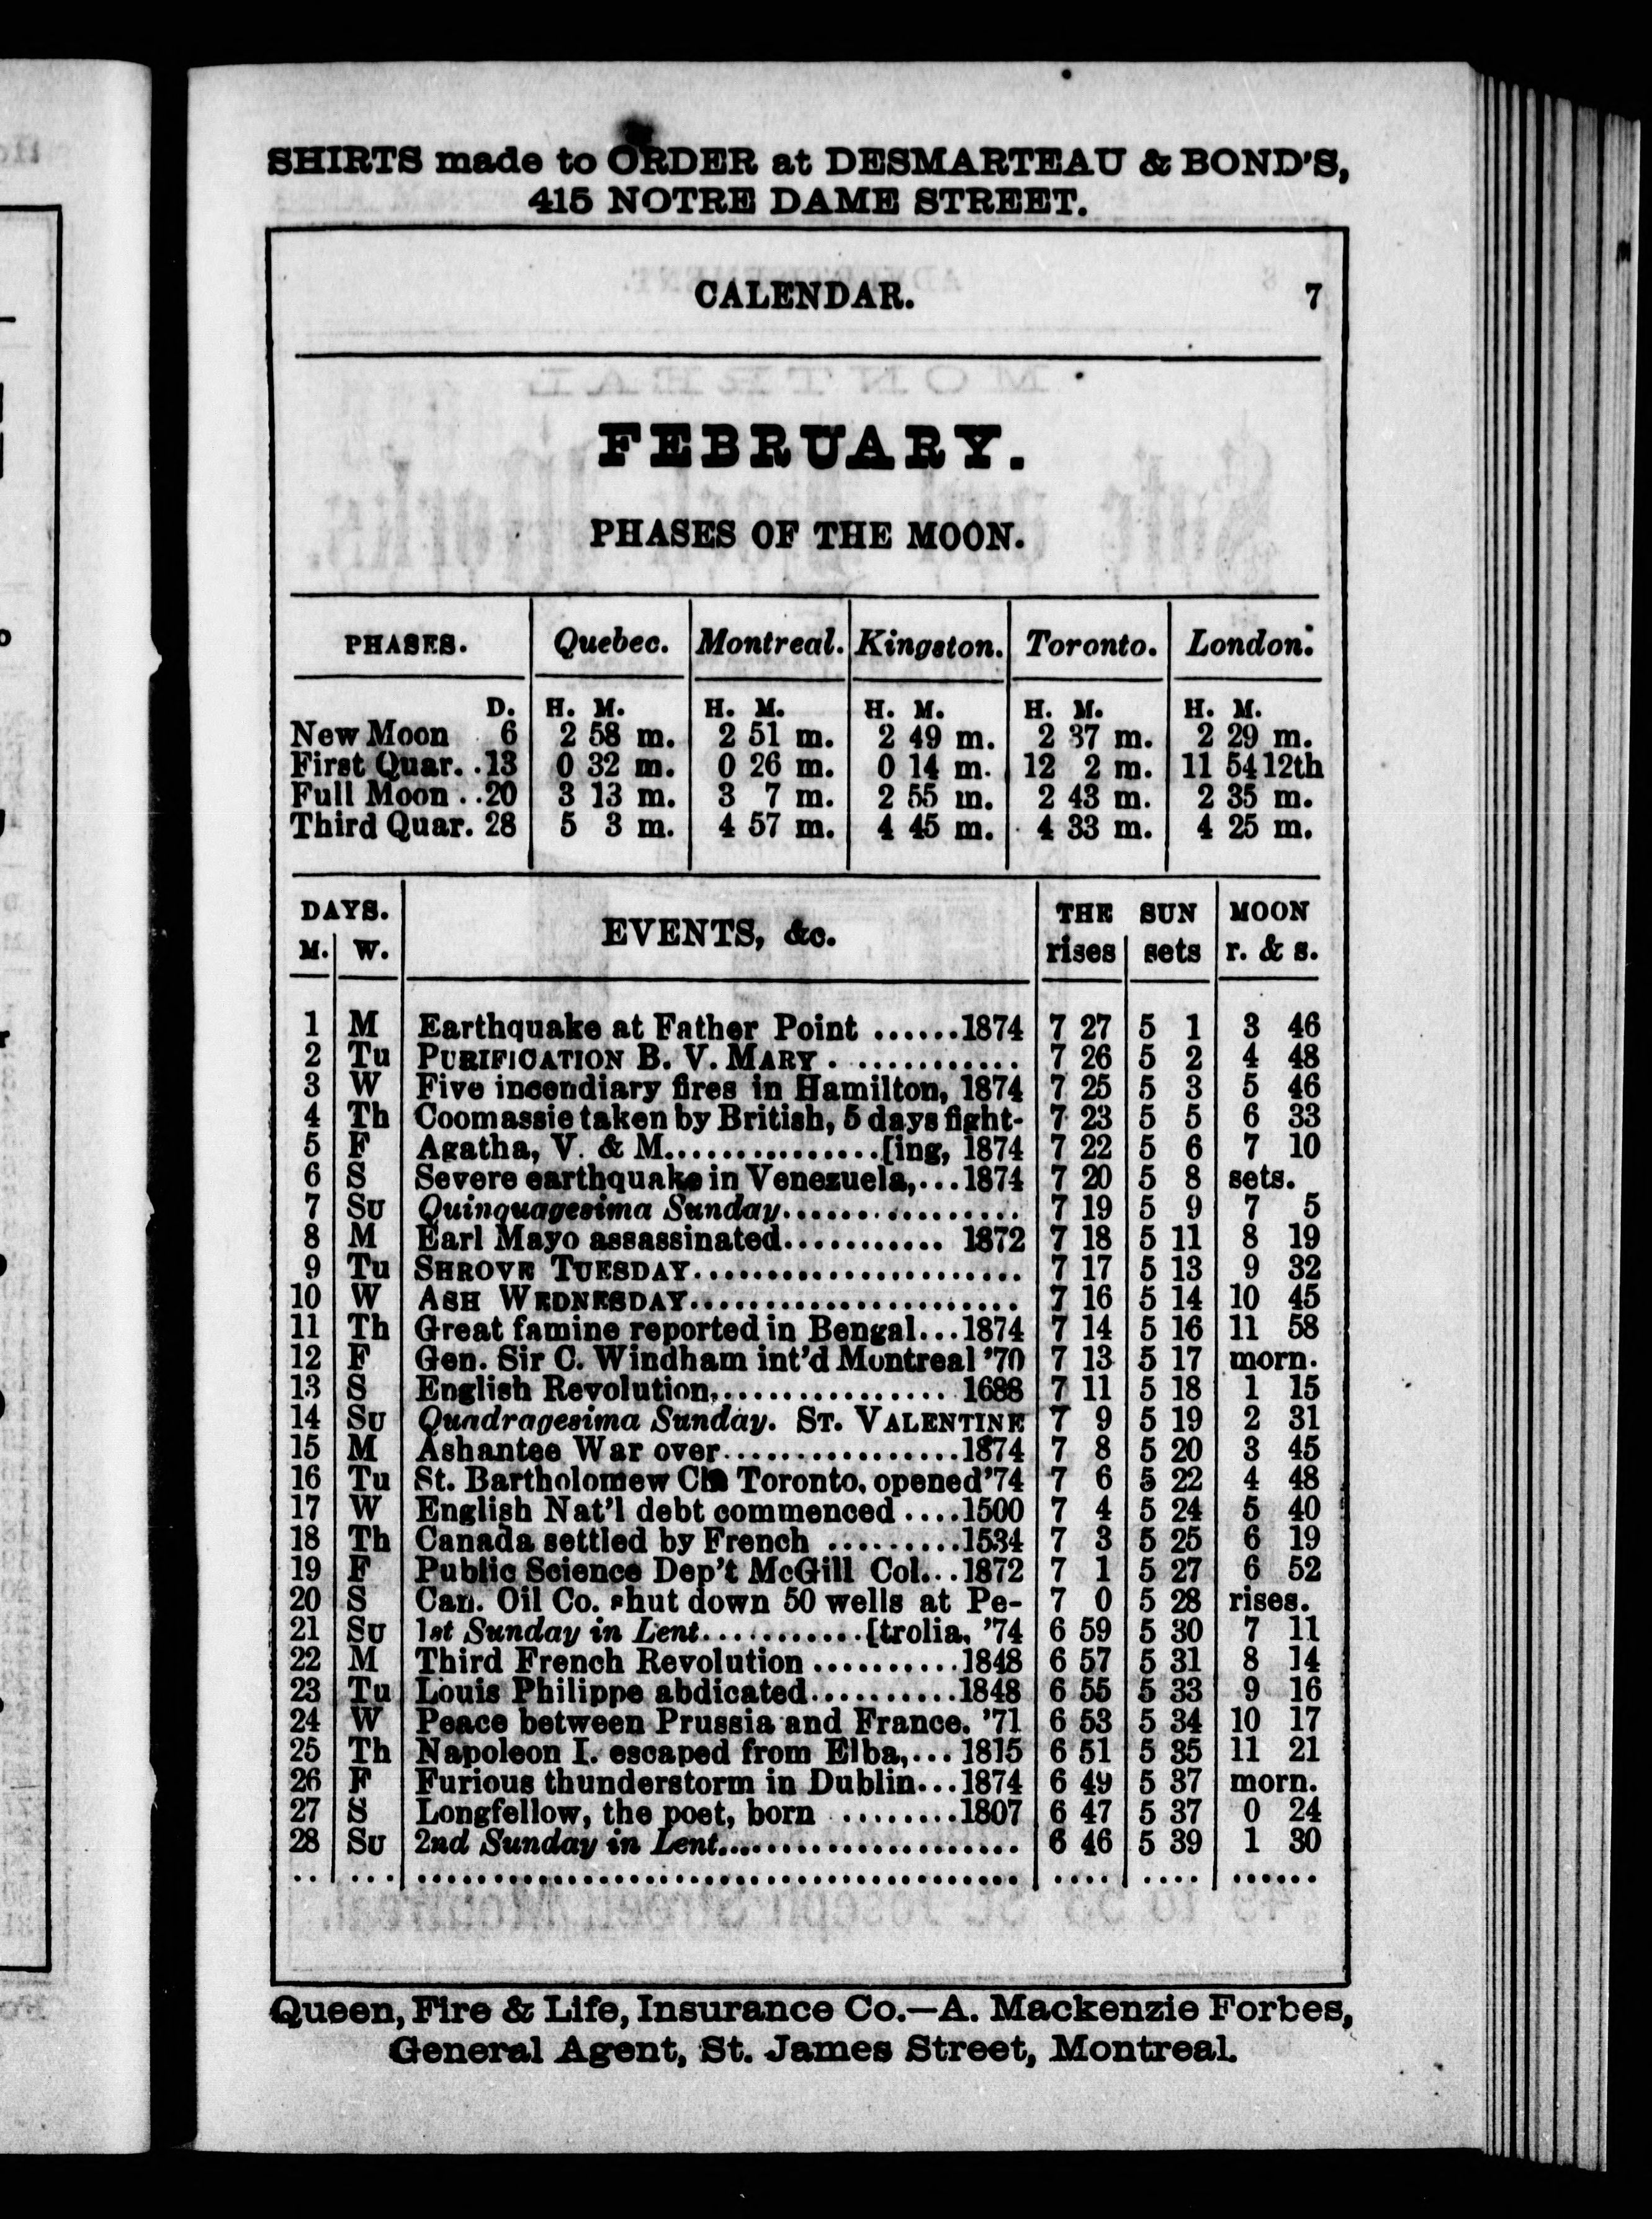 SHIRTS made to ORDER at DESMARTEAU & BOND'S,
415 NOTRE DAME STREET.
CALENDAR. 7
FEBRUARY.
PHASES OF THE MOON.
PHASES. Quebec. Montreal. Kingston. Toronto. London.
D. H. M. H. M. H. M. H. M. H. M.
New Moon 6 2 58 m. 2 51 m. 2 49 m. 2 37 m. 2 29 m.
First Quar. . 13 0 32 m. 0 26 m. 0 14 m. 12 2 m. 11 54 12th
Full Moon . . 20 3 13 m. 3 7 m. 2 55 m. 2 43 m. 2 35 m.
Third Quar. 28 5 3 m. 4 57 m. 4 45 m. 4 33 m. 4 25 m.
DAYS. EVENTS, &c. THE SUN MOON
M. W. rises sets r. & s.
1 M Earthquake at Father Point ......1874 7 27 5 1 3 46
2 Tu PURIFICATION B. V. MARY . ............ 7 26 5 2 4 48
3 W Five incendiary fires in Hamilton, 1874 7 25 5 3 5 46
4 Th Coomassie taken by British, 5 days fight- 7 23 5 5 6 33
5 F Agatha, V. & M...............[ing, 1874 7 22 5 6 7 10
6 S Severe earthquake in Venezuela,...1874 7 20 5 8 sets.
7 SU Quinquagesima Sunday................ 7 19 5 9 7 5
8 M Earl Mayo assassinated............ 1872 7 18 5 11 8 19
9 Tu SHROVE TUESDAY...................... 7 17 5 13 9 32
10 W ASH WEDNESDAY...................... 7 16 5 14 10 45
11 Th Great famine reported in Bengal...1874 7 14 5 16 11 58
12 F Gen. Sir C. Windham int'd Montreal '70 7 13 5 17 morn.
13 S English Revolution,................ 1688 7 11 5 18 1 15
14 SU Quadragesima Sunday. ST. VALENTINE 7 9 5 19 2 31
15 M Ashantee War over.................1874 7 8 5 20 3 45
16 Tu St. Bartholomew Toronto, opened '74 7 6 5 22 4 48
17 W English Nat'l debt commenced ....1500 7 4 5 24 5 40
18 Th Canada settled by French .........1534 7 3 5 25 6 19
19 F Public Science Dep't McGill Col...1872 7 1 5 27 6 52
20 S Can. Oil Co. shut down 50 wells at Pe- 7 0 5 28 rises.
21 SU 1st Sunday in Lent...........[trolia, '74 6 59 5 30 7 11
22 M Third French Revolution ..........1848 6 57 5 31 8 14
23 Tu Louis Philippe abdicated..........1848 6 55 5 33 9 16
24 W Peace between Prussia and France. '71 6 53 5 34 10 17
25 Th Napoleon I. escaped from Elba,...1815 6 51 5 35 11 21
26 F Furious thunderstorm in Dublin...1874 6 49 5 37 morn.
27 S Longfellow, the poet, born .........1807 6 47 5 37 0 24
28 SU 2nd Sunday in Lent..................... 6 46 5 39 1 30
Queen, Fire & Life, Insurance Co.—A. Mackenzie Forbes,
General Agent, St. James Street, Montreal.